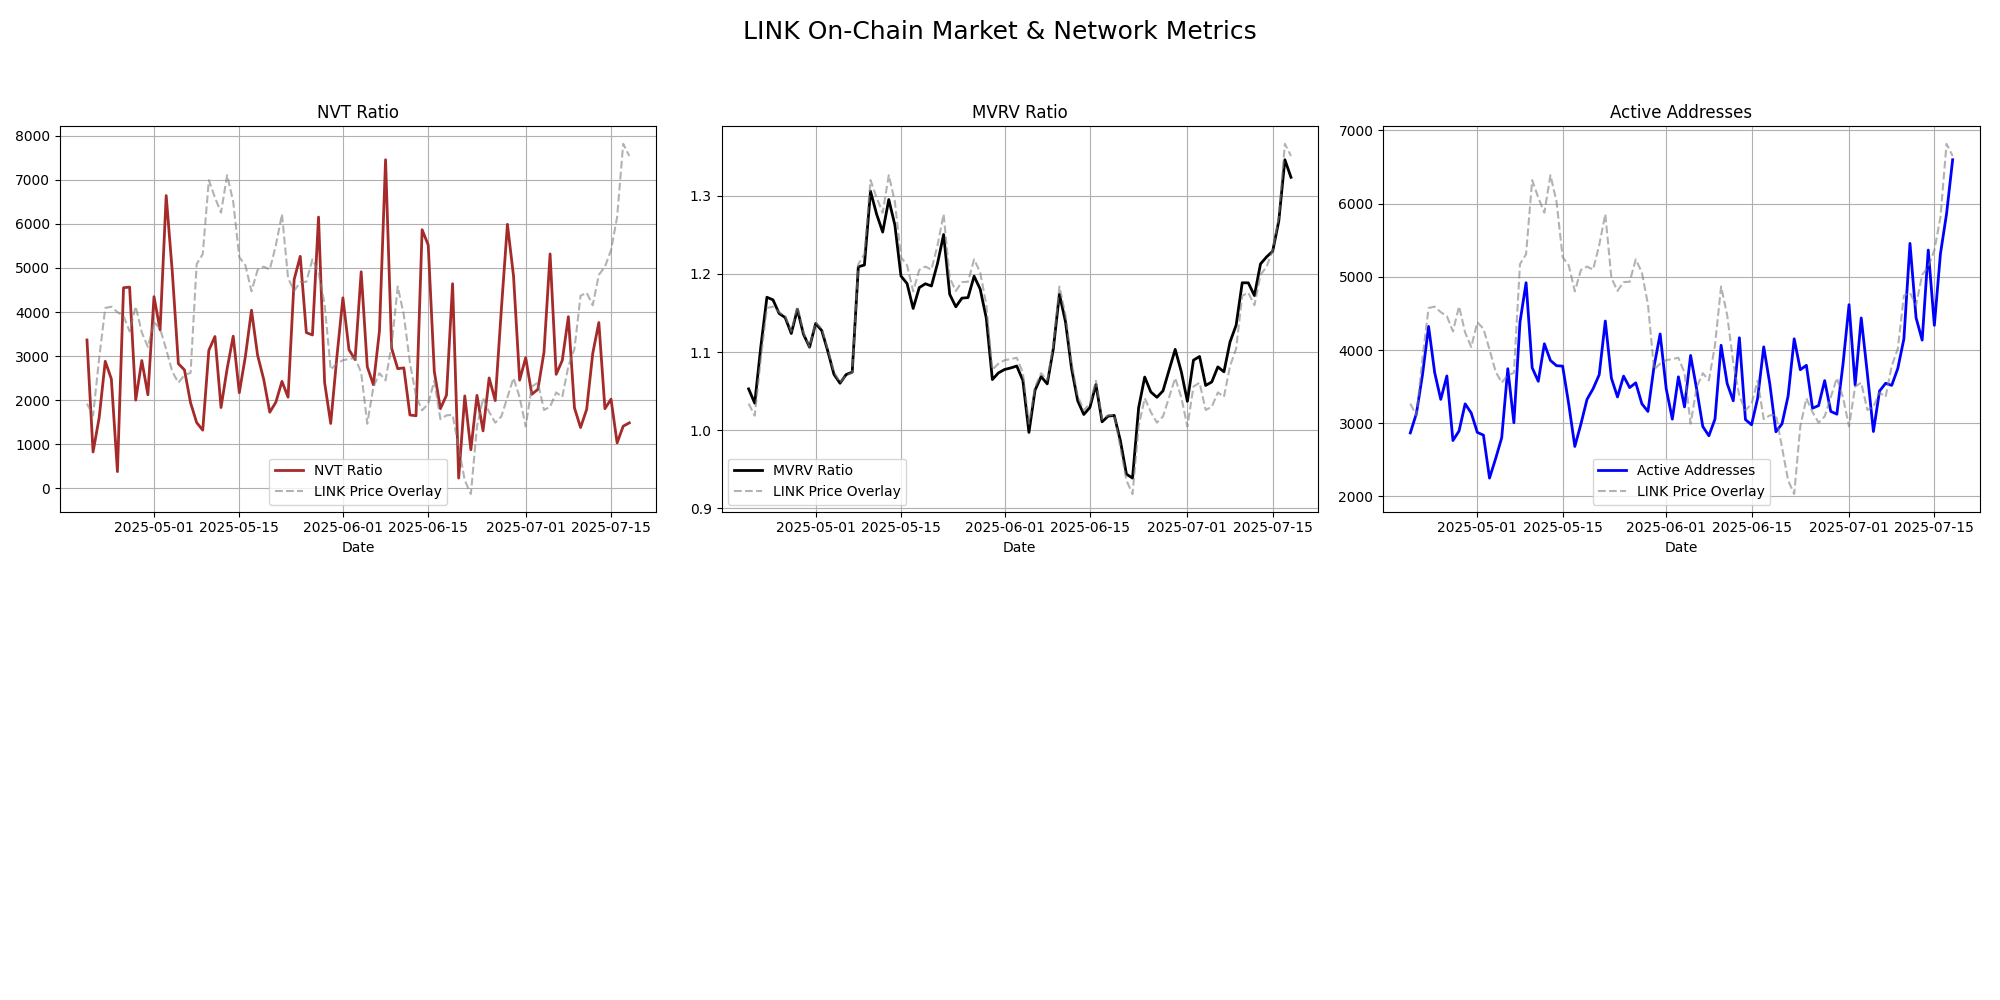 LINK On-Chain Market & Network Metrics
NVT Ratio
8000
7000
6000
5000
4000
3000
2000
1000
0
NVT Ratio
LINK Price Overlay
2025-05-01 2025-05-15 2025-06-01 2025-06-15 2025-07-01 2025-07-15
Date
MVRV Ratio
1.3
1.2
1.1
1.0
0.9
MVRV Ratio
LINK Price Overlay
2025-05-01 2025-05-15 2025-06-01 2025-06-15 2025-07-01 2025-07-15
Date
Active Addresses
7000
6000
5000
4000
3000
2000
Active Addresses
LINK Price Overlay
2025-05-01 2025-05-15 2025-06-01 2025-06-15 2025-07-01 2025-07-15
Date